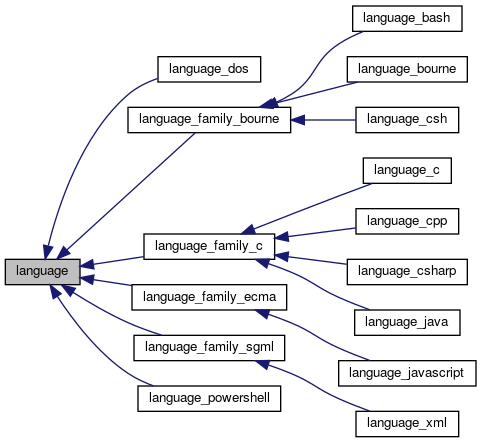 language_bash
language_dos
language_bourne
language_family_bourne
language_csh
language_c
language_cpp
language_family_c
language
language_csharp
language_family_ecma
language_java
language_family_sgml
language_javascript
language_powershell
language_xml